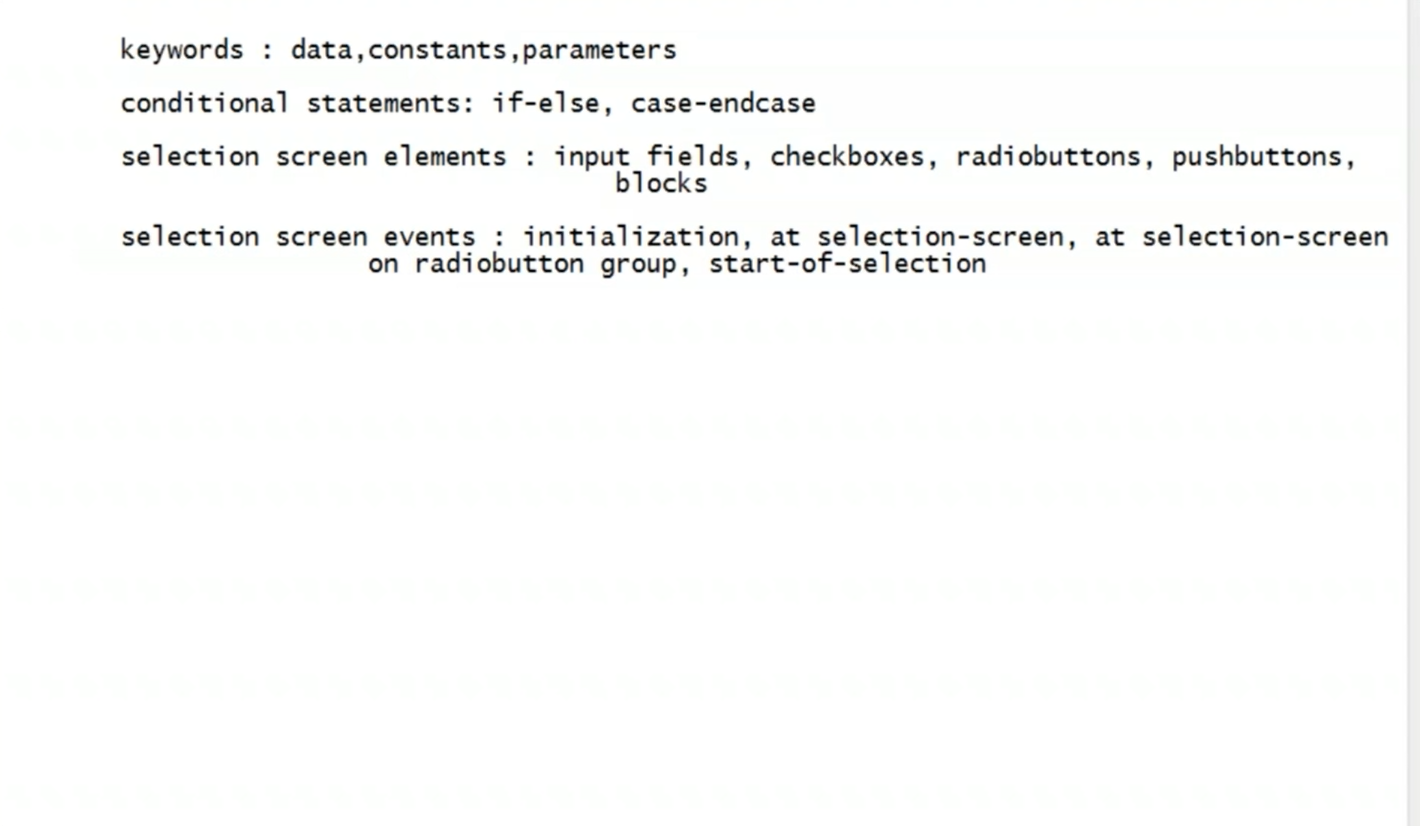 keywords : data,constants,parameters
conditional statements: if-else, case-endcase
selection screen elements : input fields, checkboxes, radiobuttons, pushbuttons,
blocks
selection screen events : initialization, at selection-screen, at selection-screen
on radiobutton group, start-of-selection